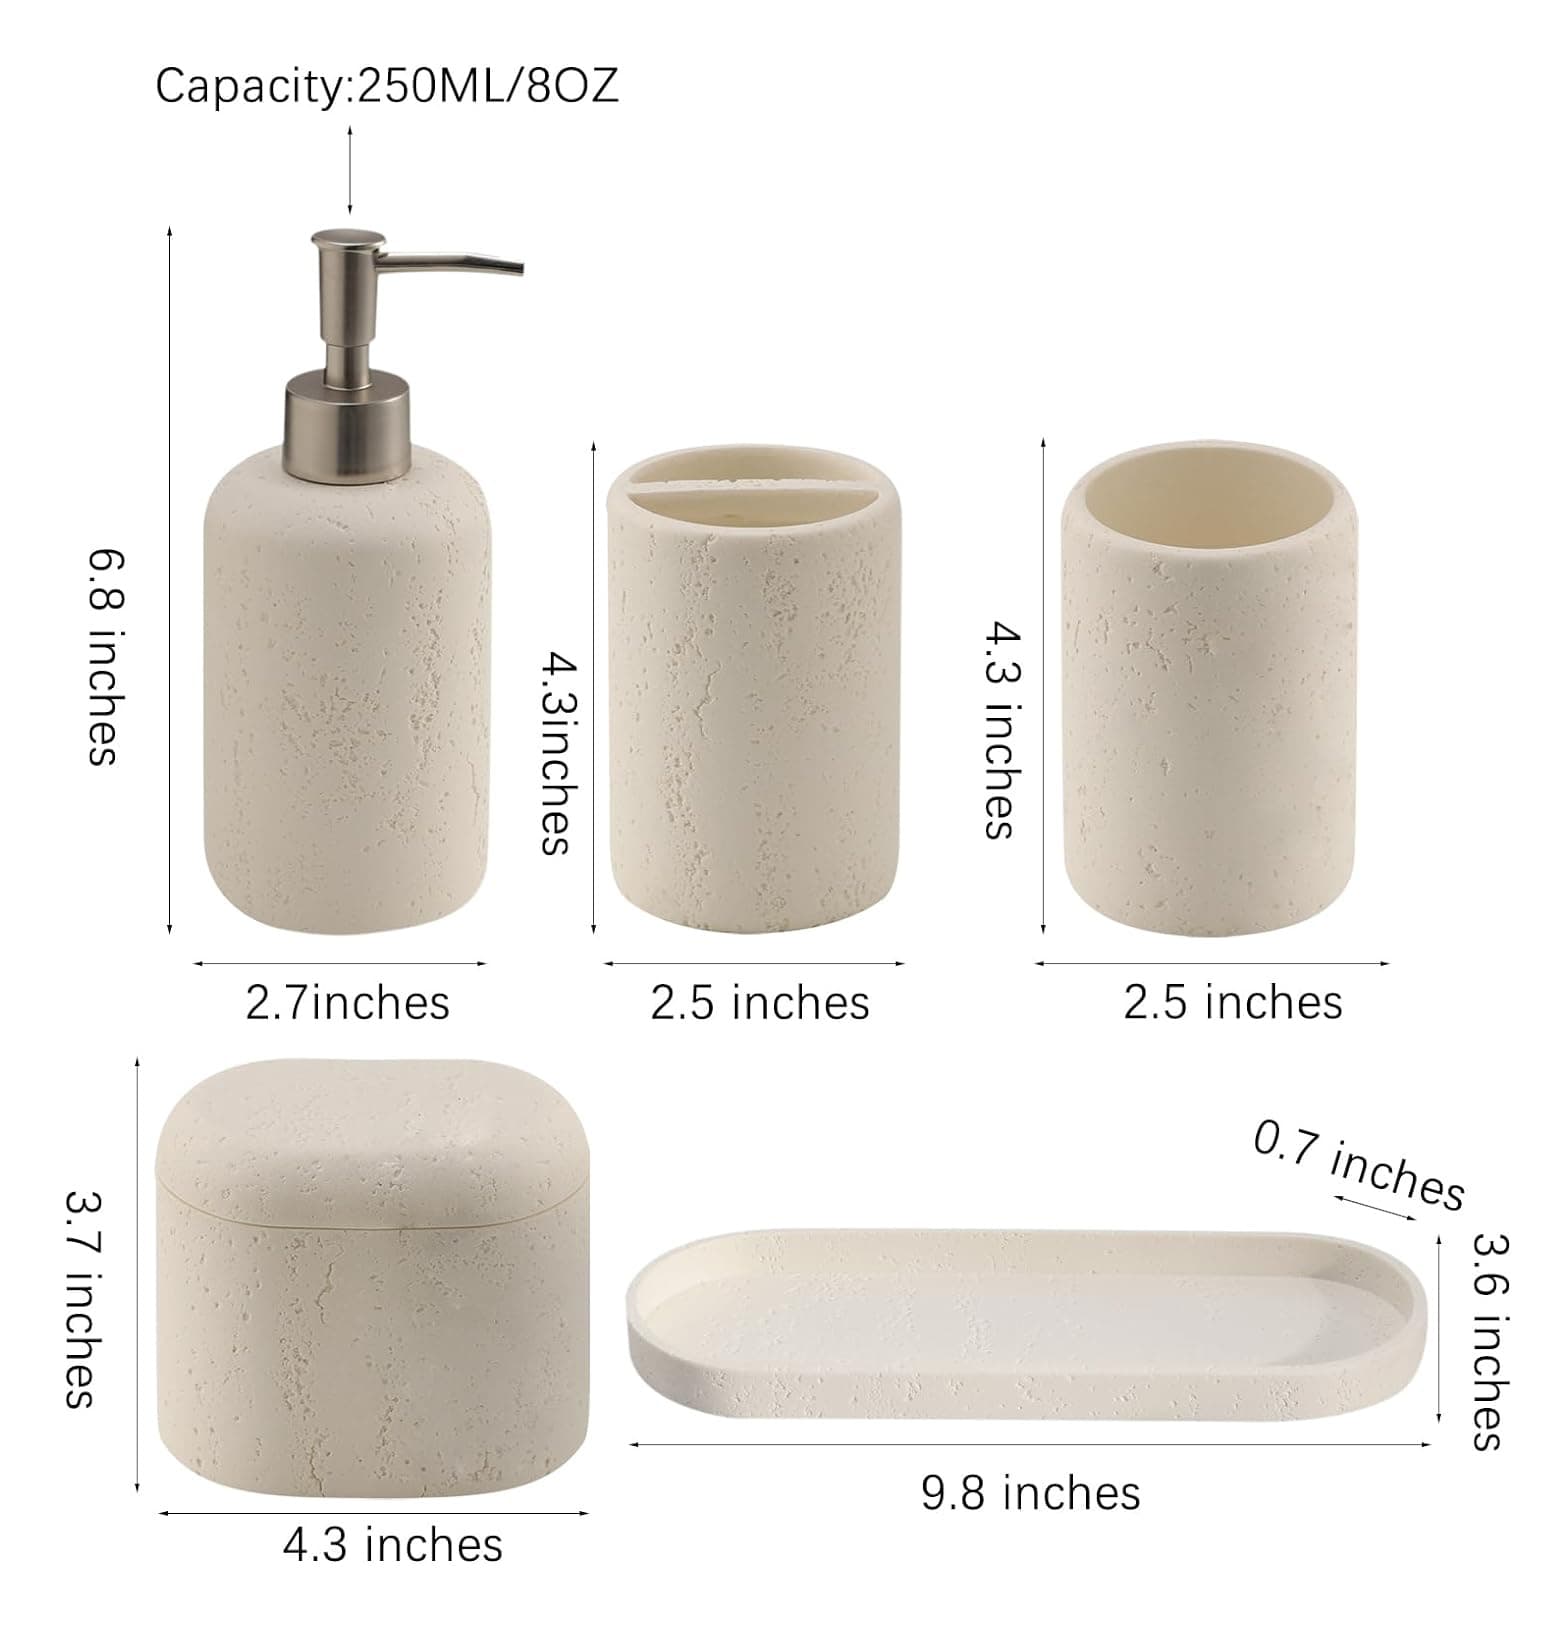 Capacity:250ML/8OZ
6.8 inches
4.3inches
4.3 inches
2.7inches
2.5 inches
2.5 inches
3.7 inches
0.7 inches
3.6 inches
9.8 inches
4.3 inches